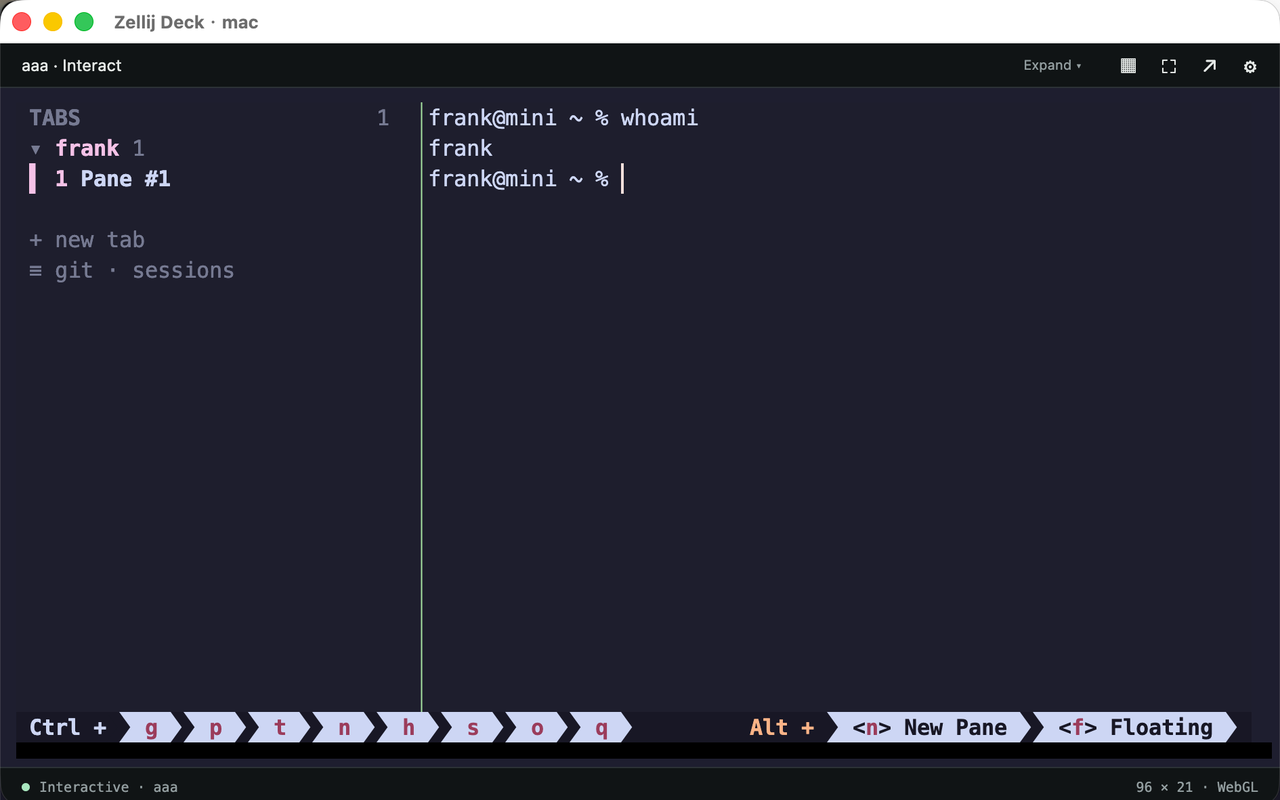 Zellij Deck · mac
aaa · Interact
Expand ▾
TABS 1
▾ frank 1
1 Pane #1
+ new tab
≡ git · sessions
frank@mini ~ % whoami
frank
frank@mini ~ %
Ctrl + g p t n h s o q Alt + <n> New Pane <f> Floating
Interactive · aaa
96 × 21 · WebGL